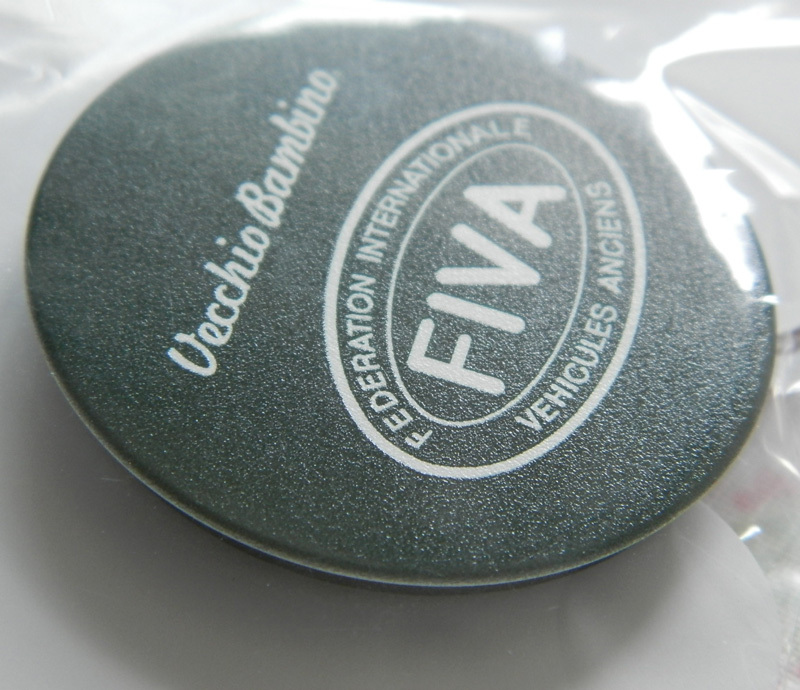 Vecchio Bambino
FEDERATION INTERNATIONALE
FIVA
VEHICULES ANCIENS